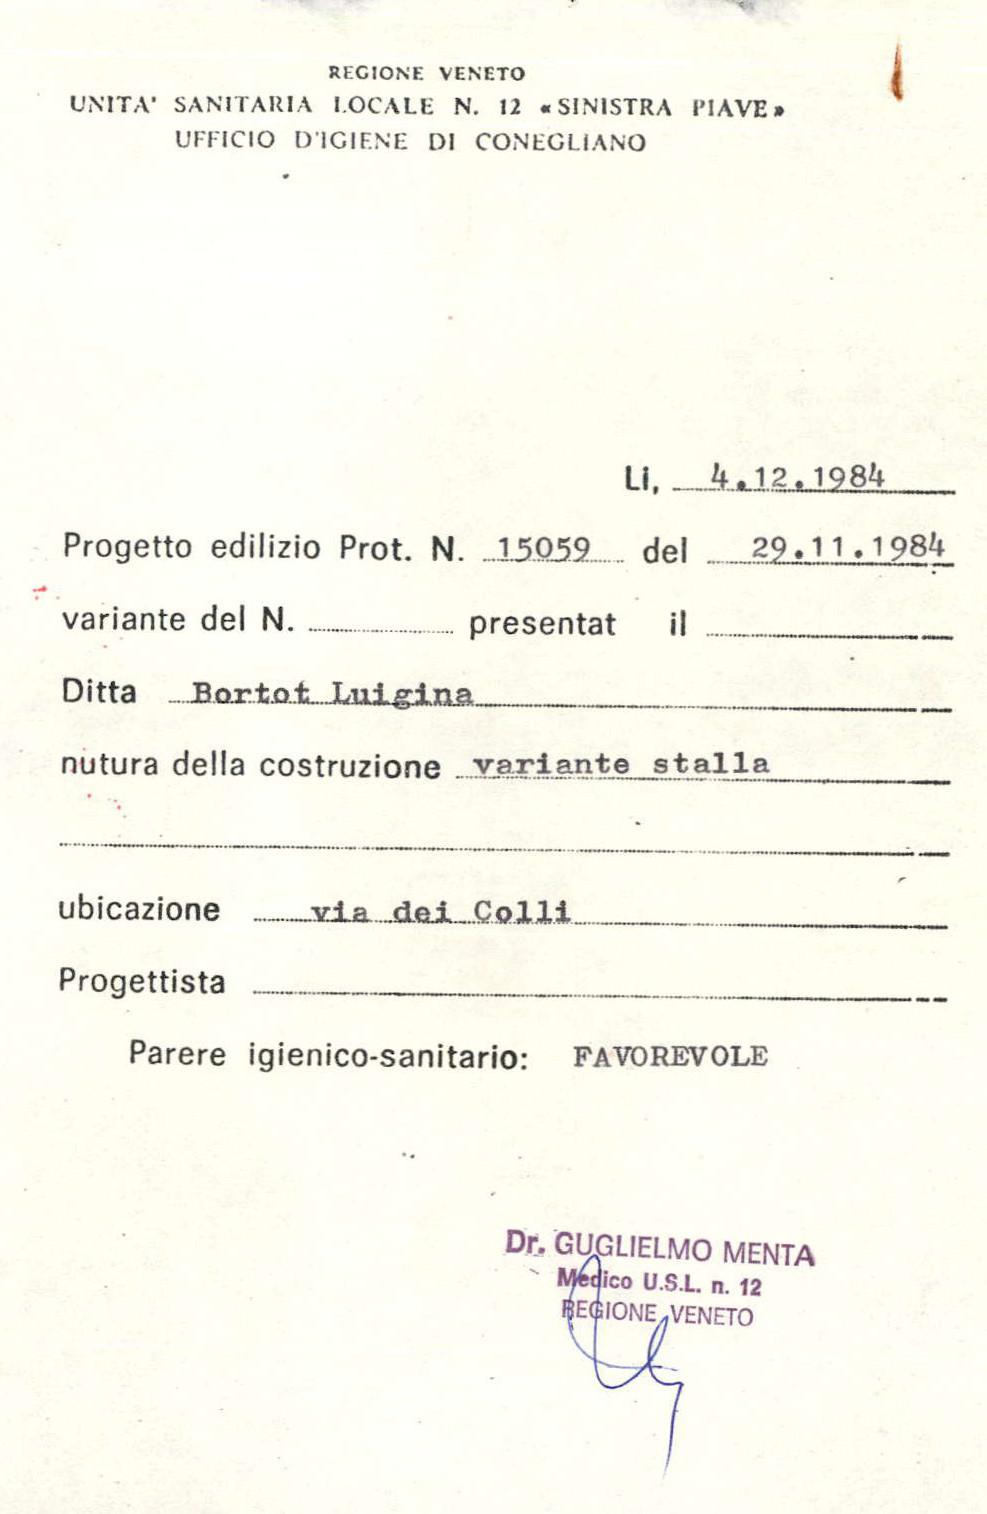 REGIONE VENETO
UNITA' SANITARIA LOCALE N. 12 «SINISTRA PIAVE»
UFFICIO D'IGIENE DI CONEGLIANO
Li, 4.12.1984
Progetto edilizio Prot. N. 15059 del 29.11.1984
variante del N. presentat il
Ditta Bortot Luigina
nutura della costruzione variante stalla
ubicazione via dei Colli
Progettista
Parere igienico-sanitario: FAVOREVOLE
Dr. GUGLIELMO MENTA
Medico U.S.L. n. 12
REGIONE VENETO